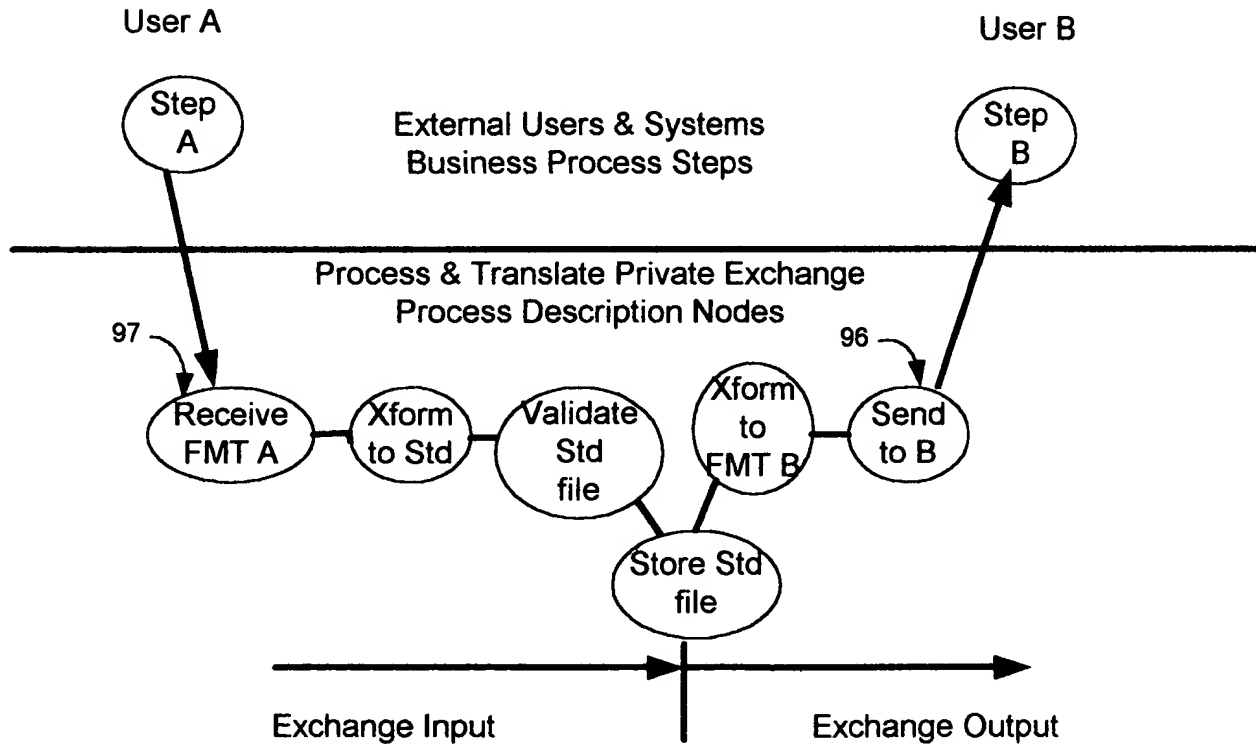 User A
User B
Step
A
External Users & Systems
Business Process Steps
Step
B
Process & Translate Private Exchange
Process Description Nodes
97
96
Receive
FMT A
Xform
to Std
Validate
Std
file
Xform
to
FMT B
Send
to B
Store Std
file
Exchange Input
Exchange Output